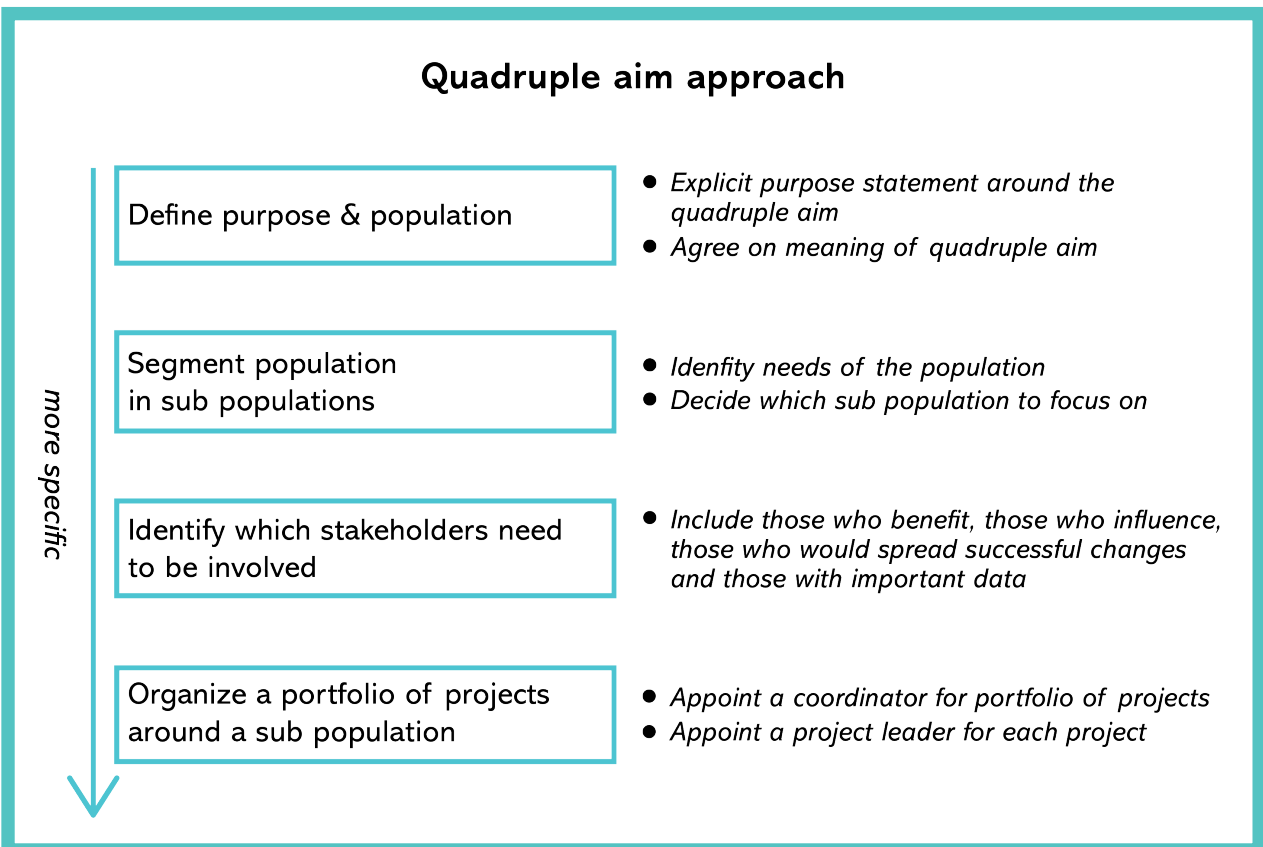 Quadruple aim approach
more specific
Define purpose & population
• Explicit purpose statement around the
quadruple aim
• Agree on meaning of quadruple aim
Segment population
in sub populations
• Idenfity needs of the population
• Decide which sub population to focus on
Identify which stakeholders need
to be involved
• Include those who benefit, those who influence,
those who would spread successful changes
and those with important data
Organize a portfolio of projects
around a sub population
• Appoint a coordinator for portfolio of projects
• Appoint a project leader for each project